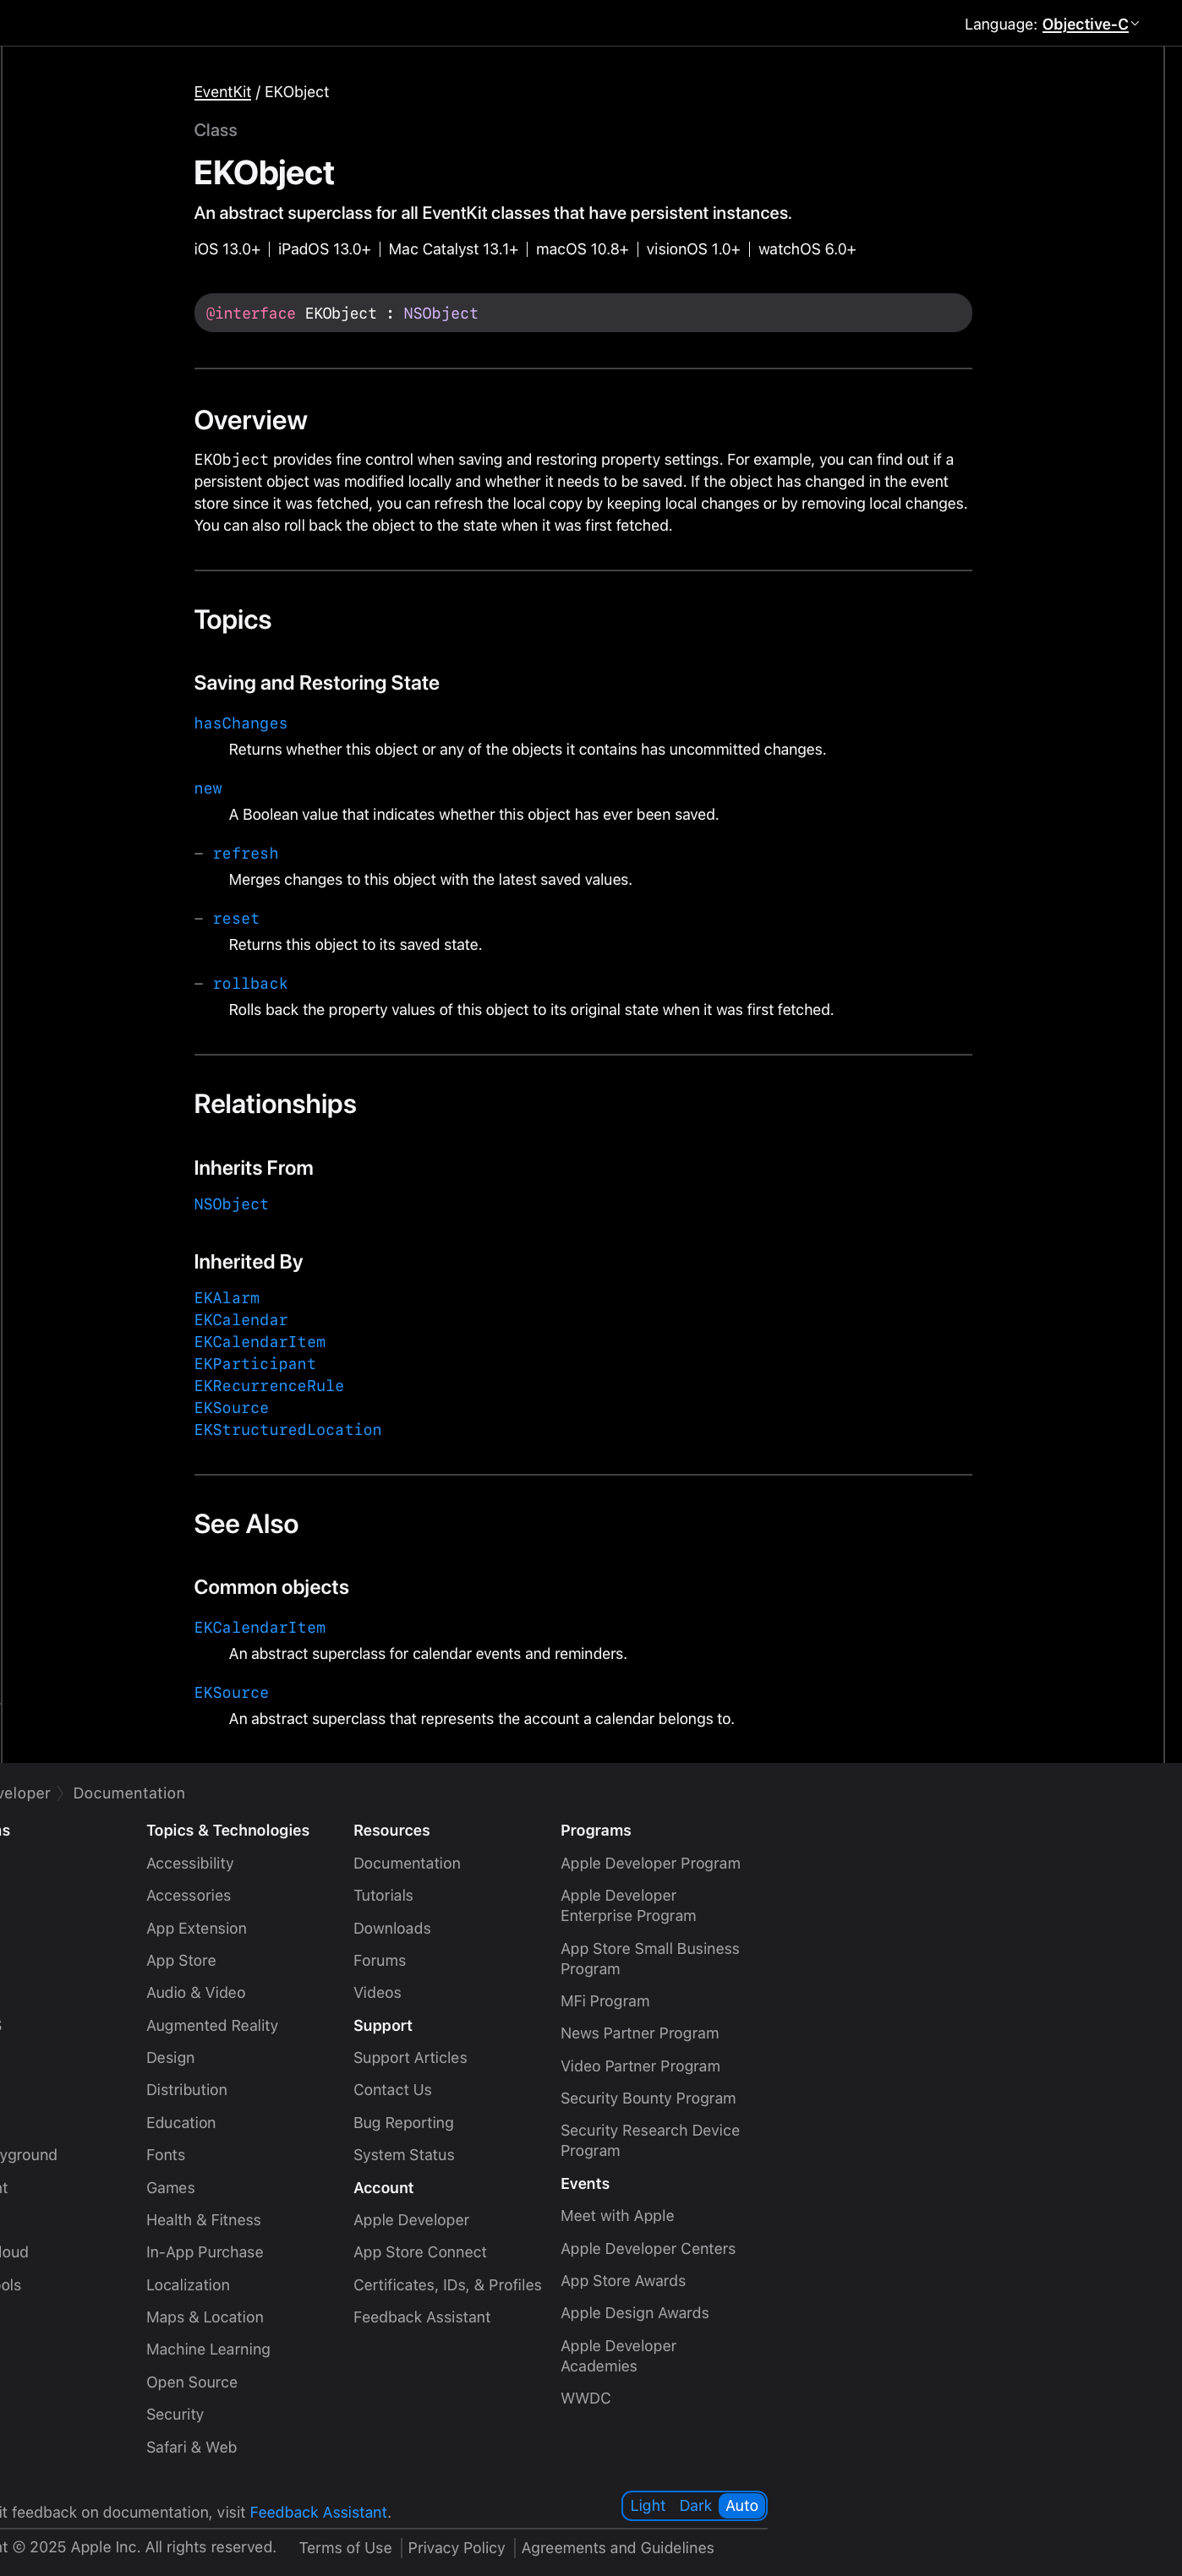 Language: Objective-C
EventKit / EKObject
Class
EKObject
An abstract superclass for all EventKit classes that have persistent instances.
iOS 13.0+ | iPadOS 13.0+ | Mac Catalyst 13.1+ | macOS 10.8+ | visionOS 1.0+ | watchOS 6.0+
@interface EKObject : NSObject
Overview
EKObject provides fine control when saving and restoring property settings. For example, you can find out if a
persistent object was modified locally and whether it needs to be saved. If the object has changed in the event
store since it was fetched, you can refresh the local copy by keeping local changes or by removing local changes.
You can also roll back the object to the state when it was first fetched.
Topics
Saving and Restoring State
hasChanges
Returns whether this object or any of the objects it contains has uncommitted changes.
new
A Boolean value that indicates whether this object has ever been saved.
– refresh
Merges changes to this object with the latest saved values.
– reset
Returns this object to its saved state.
– rollback
Rolls back the property values of this object to its original state when it was first fetched.
Relationships
Inherits From
NSObject
Inherited By
EKAlarm
EKCalendar
EKCalendarItem
EKParticipant
EKRecurrenceRule
EKSource
EKStructuredLocation
See Also
Common objects
EKCalendarItem
An abstract superclass for calendar events and reminders.
EKSource
An abstract superclass that represents the account a calendar belongs to.
veloper 〉 Documentation
ns
S
yground
nt
loud
ols
Topics & Technologies
Accessibility
Accessories
App Extension
App Store
Audio & Video
Augmented Reality
Design
Distribution
Education
Fonts
Games
Health & Fitness
In-App Purchase
Localization
Maps & Location
Machine Learning
Open Source
Security
Safari & Web
Resources
Documentation
Tutorials
Downloads
Forums
Videos
Support
Support Articles
Contact Us
Bug Reporting
System Status
Account
Apple Developer
App Store Connect
Certificates, IDs, & Profiles
Feedback Assistant
Programs
Apple Developer Program
Apple Developer
Enterprise Program
App Store Small Business
Program
MFi Program
News Partner Program
Video Partner Program
Security Bounty Program
Security Research Device
Program
Events
Meet with Apple
Apple Developer Centers
App Store Awards
Apple Design Awards
Apple Developer
Academies
WWDC
it feedback on documentation, visit Feedback Assistant.
Light Dark Auto
nt © 2025 Apple Inc. All rights reserved. Terms of Use | Privacy Policy | Agreements and Guidelines